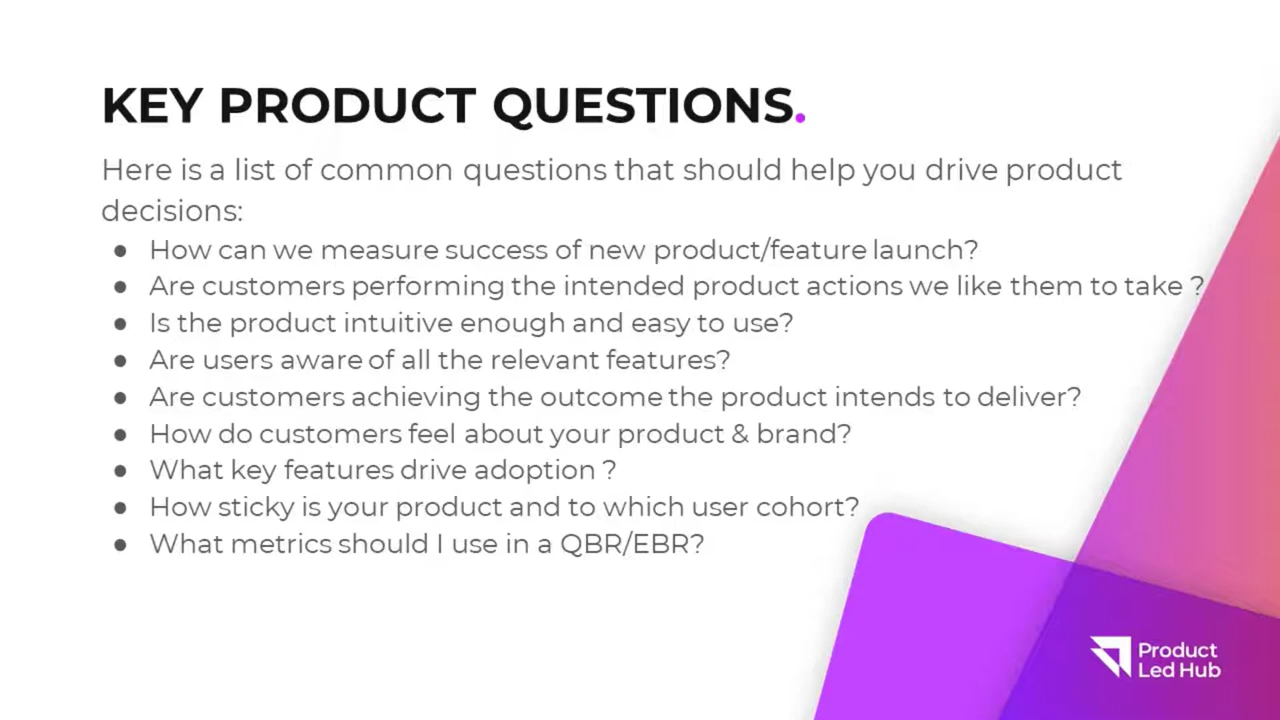 KEY PRODUCT QUESTIONS.
Here is a list of common questions that should help you drive product
decisions:
● How can we measure success of new product/feature launch?
● Are customers performing the intended product actions we like them to take ?
● Is the product intuitive enough and easy to use?
● Are users aware of all the relevant features?
● Are customers achieving the outcome the product intends to deliver?
● How do customers feel about your product & brand?
● What key features drive adoption ?
● How sticky is your product and to which user cohort?
● What metrics should I use in a QBR/EBR?
Product
Led Hub